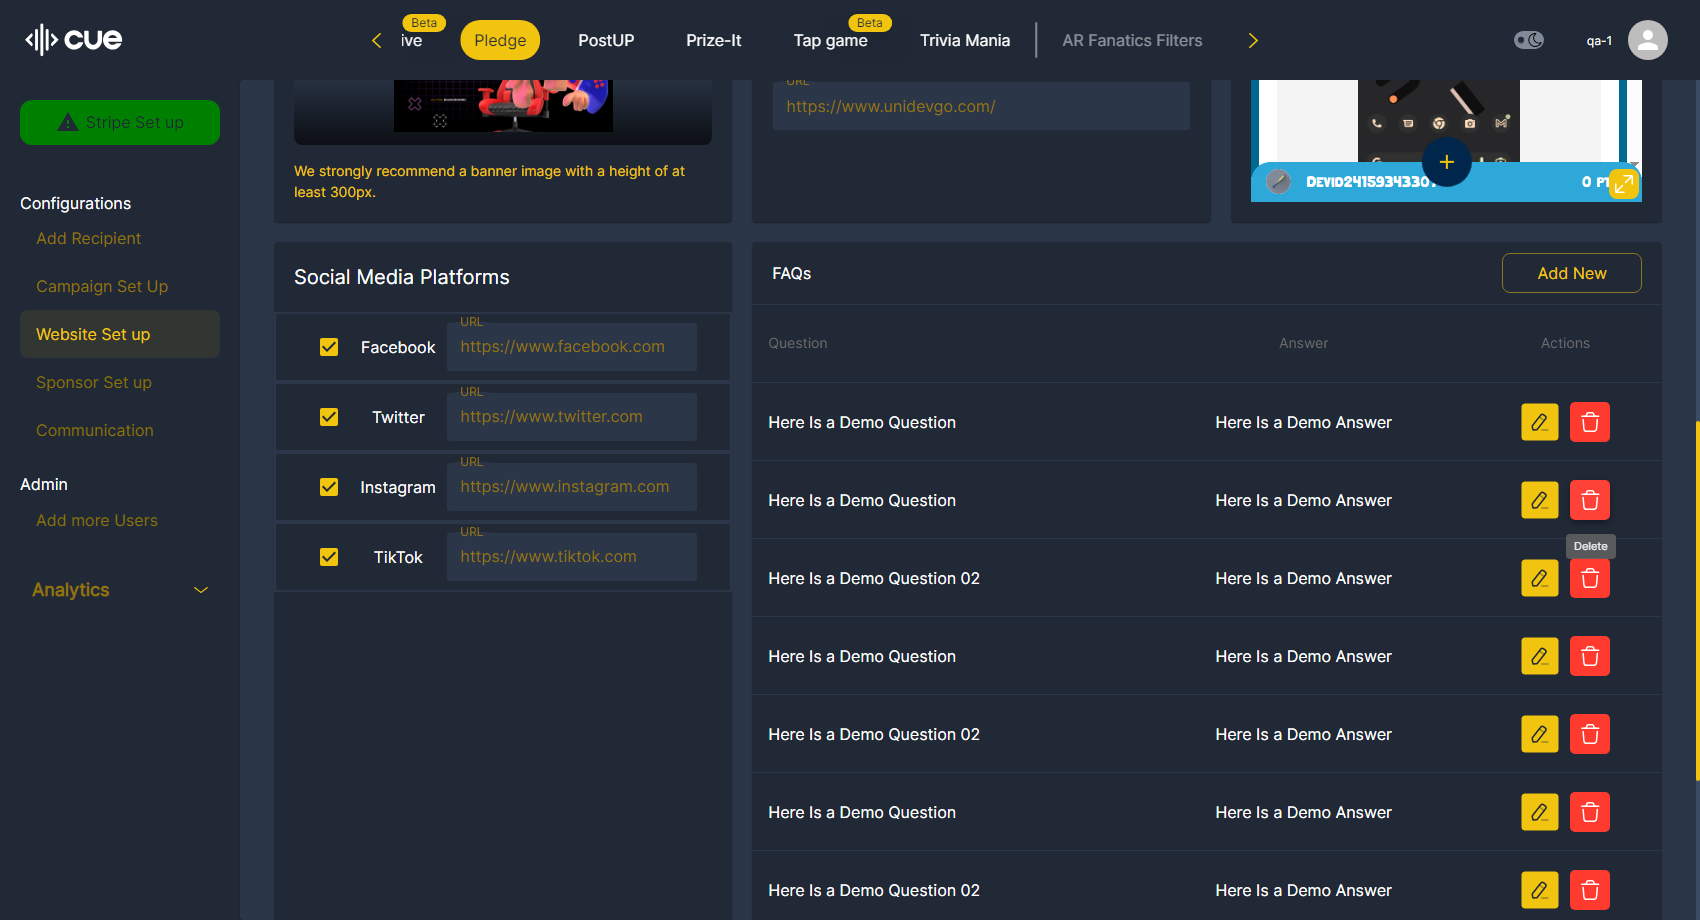 cue
ive
Beta
Pledge
PostUP
Prize-It
Tap game
Beta
Trivia Mania
AR Fanatics Filters
qa-1
Stripe Set up
Configurations
Add Recipient
Campaign Set Up
Website Set up
Sponsor Set up
Communication
Admin
Add more Users
Analytics
We strongly recommend a banner image with a height of at
least 300px.
URL
https://www.unidevgo.com/
0 PT
Social Media Platforms
Facebook
URL
https://www.facebook.com
Twitter
URL
https://www.twitter.com
Instagram
URL
https://www.instagram.com
TikTok
URL
https://www.tiktok.com
FAQs
Add New
Question Answer Actions
Here Is a Demo Question Here Is a Demo Answer
Here Is a Demo Question Here Is a Demo Answer
Delete
Here Is a Demo Question 02 Here Is a Demo Answer
Here Is a Demo Question Here Is a Demo Answer
Here Is a Demo Question 02 Here Is a Demo Answer
Here Is a Demo Question Here Is a Demo Answer
Here Is a Demo Question 02 Here Is a Demo Answer